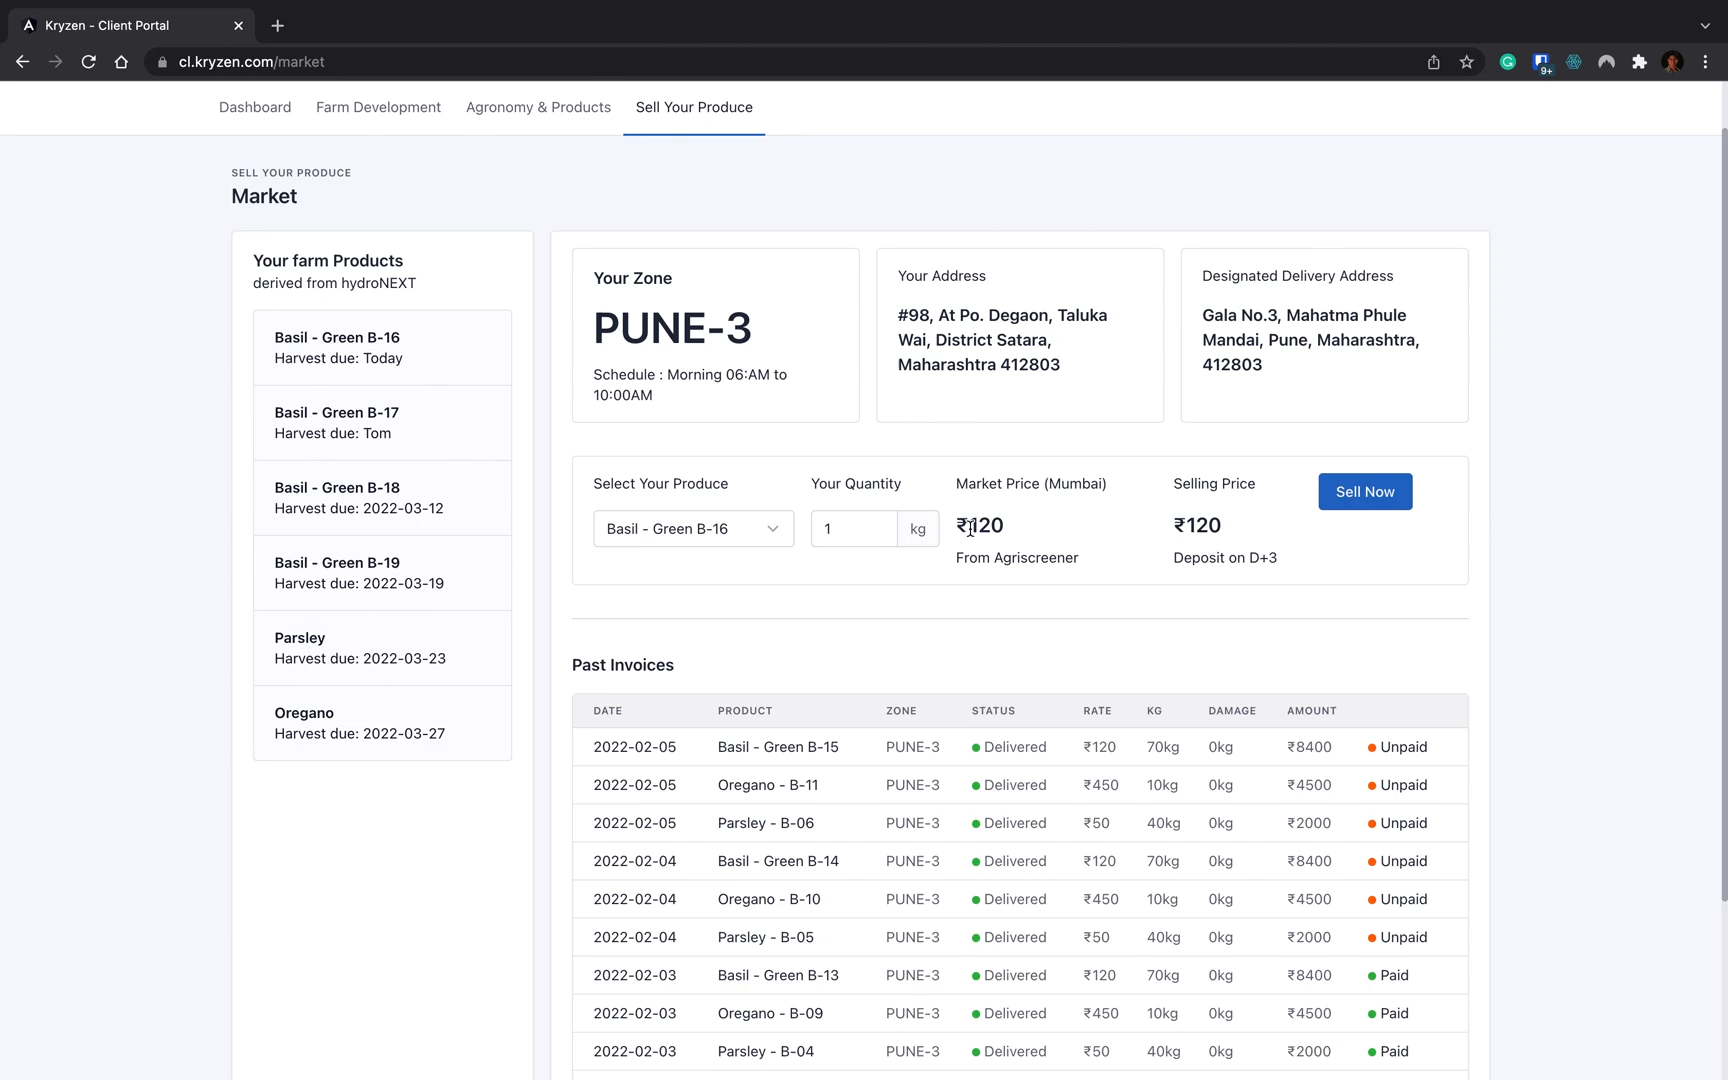 Kryzen - Client Portal
cl.kryzen.com/market
9+
Dashboard Farm Development Agronomy & Products Sell Your Produce
SELL YOUR PRODUCE
Market
Your farm Products
derived from hydroNEXT
Basil - Green B-16
Harvest due: Today
Basil - Green B-17
Harvest due: Tom
Basil - Green B-18
Harvest due: 2022-03-12
Basil - Green B-19
Harvest due: 2022-03-19
Parsley
Harvest due: 2022-03-23
Oregano
Harvest due: 2022-03-27
Your Zone
PUNE-3
Schedule : Morning 06:AM to
10:00AM
Your Address
#98, At Po. Degaon, Taluka
Wai, District Satara,
Maharashtra 412803
Designated Delivery Address
Gala No.3, Mahatma Phule
Mandai, Pune, Maharashtra,
412803
Select Your Produce
Basil - Green B-16
Your Quantity
1 kg
Market Price (Mumbai)
₹120
From Agriscreener
Selling Price
₹120
Deposit on D+3
Sell Now
Past Invoices
DATE PRODUCT ZONE STATUS RATE KG DAMAGE AMOUNT
2022-02-05 Basil - Green B-15 PUNE-3 Delivered ₹120 70kg 0kg ₹8400 Unpaid
2022-02-05 Oregano - B-11 PUNE-3 Delivered ₹450 10kg 0kg ₹4500 Unpaid
2022-02-05 Parsley - B-06 PUNE-3 Delivered ₹50 40kg 0kg ₹2000 Unpaid
2022-02-04 Basil - Green B-14 PUNE-3 Delivered ₹120 70kg 0kg ₹8400 Unpaid
2022-02-04 Oregano - B-10 PUNE-3 Delivered ₹450 10kg 0kg ₹4500 Unpaid
2022-02-04 Parsley - B-05 PUNE-3 Delivered ₹50 40kg 0kg ₹2000 Unpaid
2022-02-03 Basil - Green B-13 PUNE-3 Delivered ₹120 70kg 0kg ₹8400 Paid
2022-02-03 Oregano - B-09 PUNE-3 Delivered ₹450 10kg 0kg ₹4500 Paid
2022-02-03 Parsley - B-04 PUNE-3 Delivered ₹50 40kg 0kg ₹2000 Paid